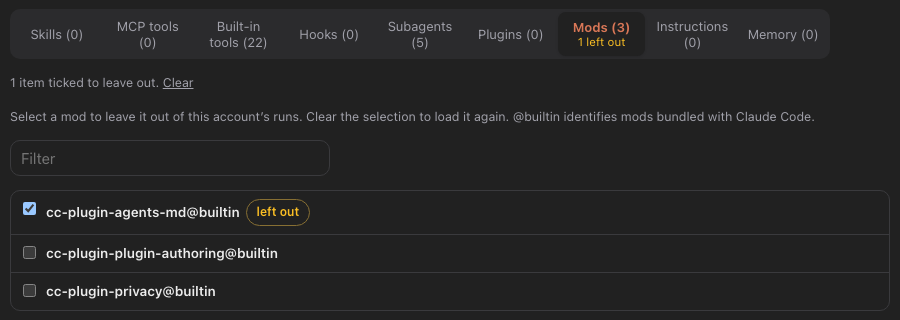 Skills (0)
MCP tools
(0)
Built-in
tools (22)
Hooks (0)
Subagents
(5)
Plugins (0)
Mods (3)
1 left out
Instructions
(0)
Memory (0)
1 item ticked to leave out. Clear
Select a mod to leave it out of this account's runs. Clear the selection to load it again. @builtin identifies mods bundled with Claude Code.
Filter
cc-plugin-agents-md@builtin left out
cc-plugin-plugin-authoring@builtin
cc-plugin-privacy@builtin